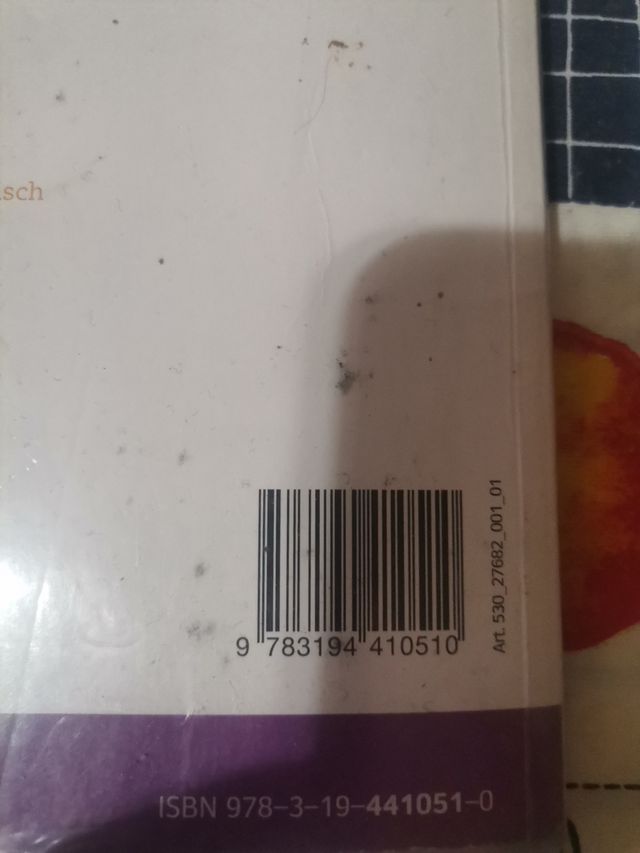 sch
Art. 530_27682_001_01
9 783194 410510
ISBN 978-3-19-441051-0